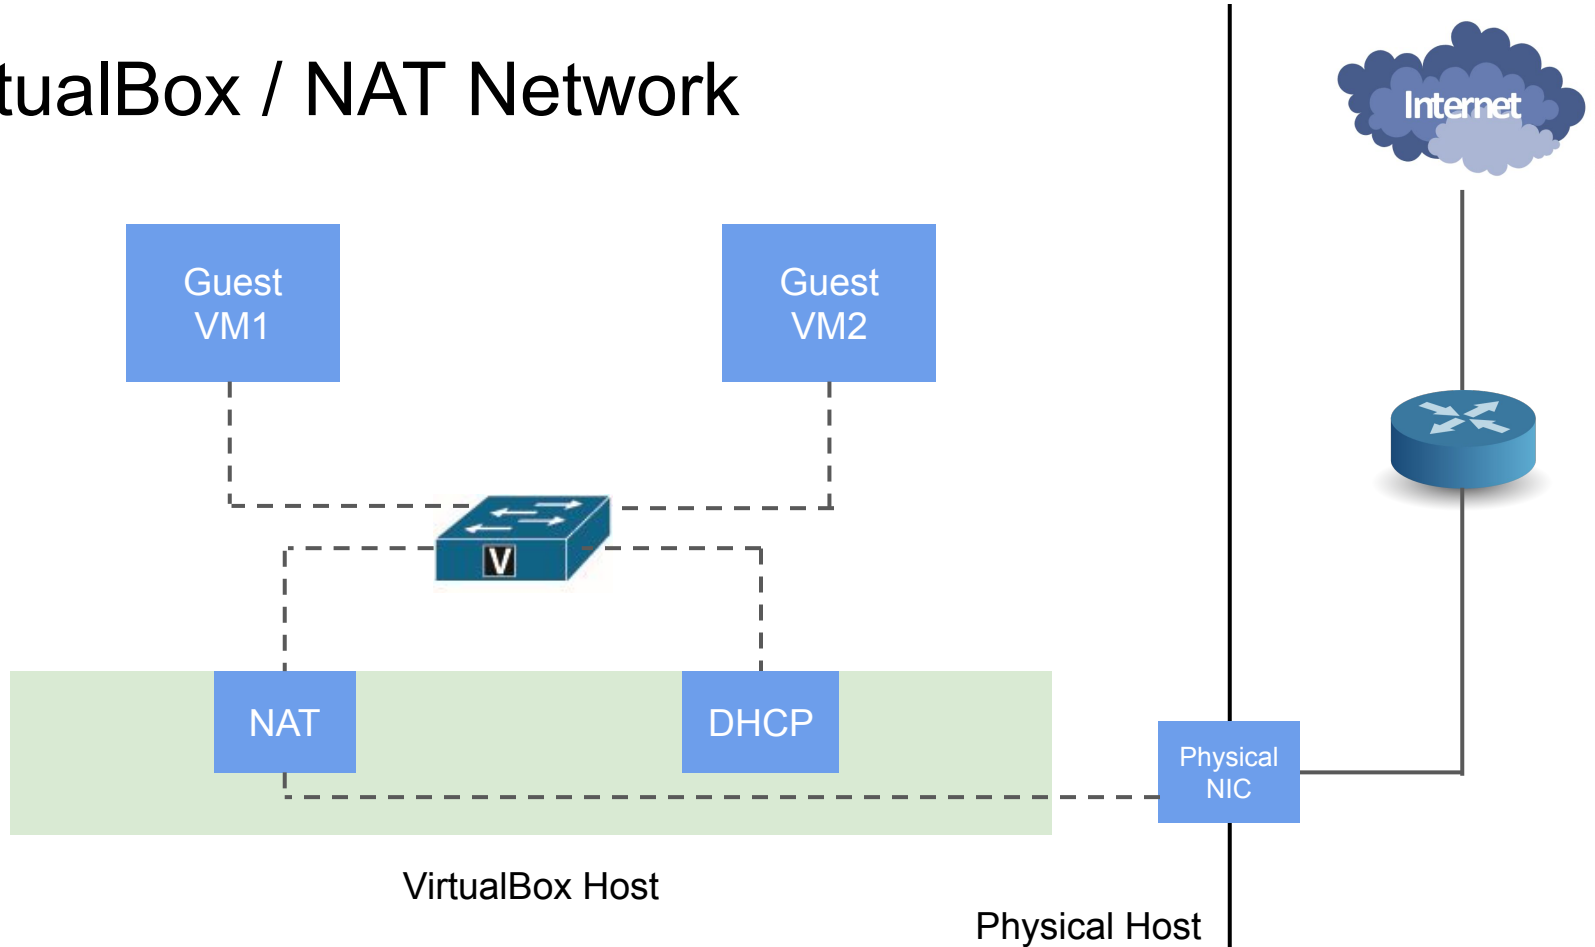 tualBox / NAT Network
Internet
Guest
VM1
Guest
VM2
V
NAT
DHCP
Physical
NIC
VirtualBox Host
Physical Host